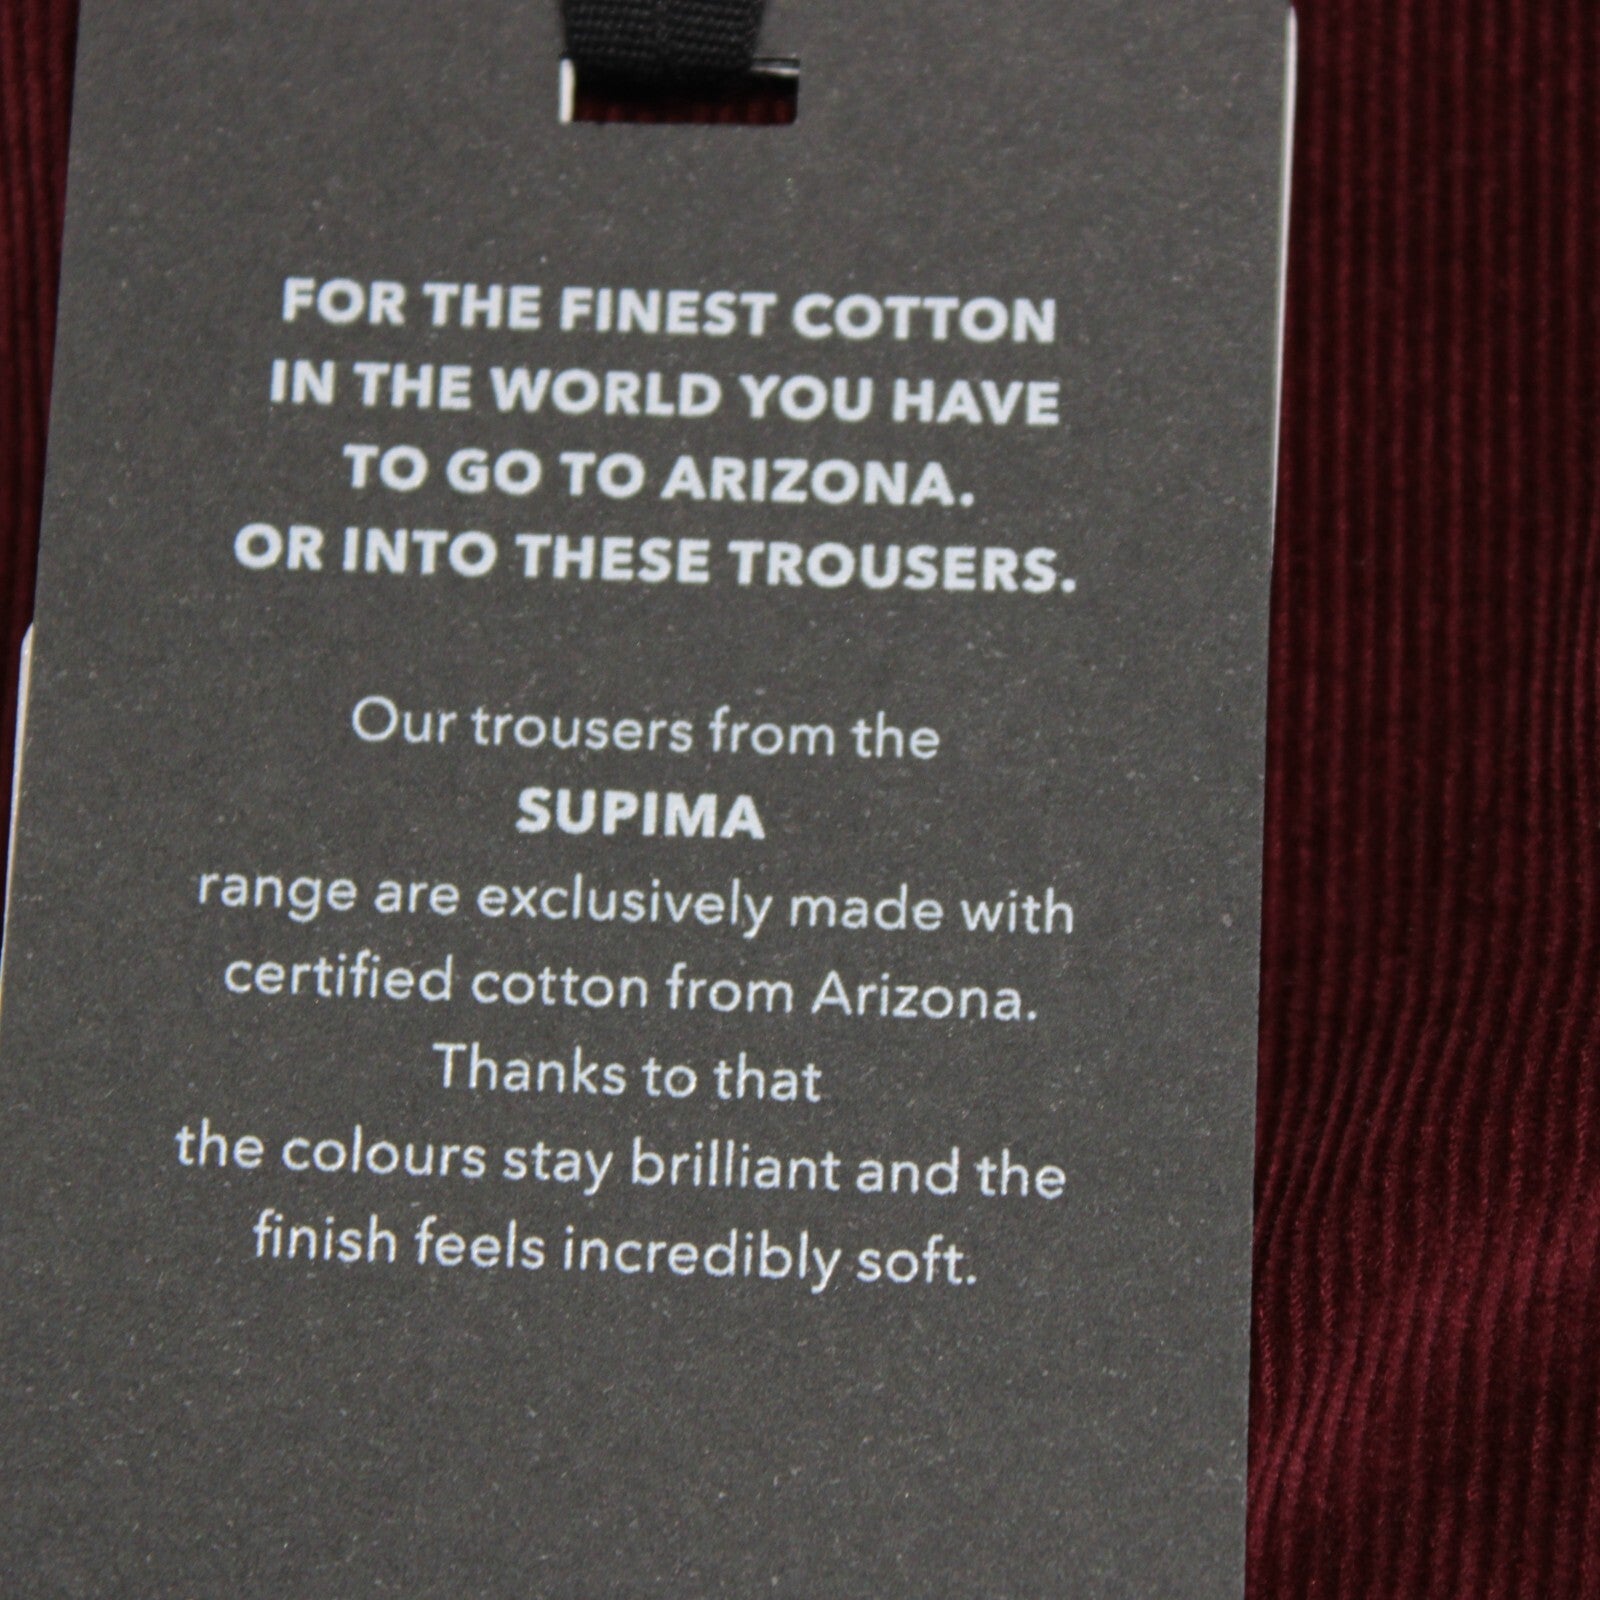 FOR THE FINEST COTTON
IN THE WORLD YOU HAVE
TO GO TO ARIZONA.
OR INTO THESE TROUSERS.
Our trousers from the
SUPIMA
range are exclusively made with
certified cotton from Arizona.
Thanks to that
the colours stay brilliant and the
finish feels incredibly soft.